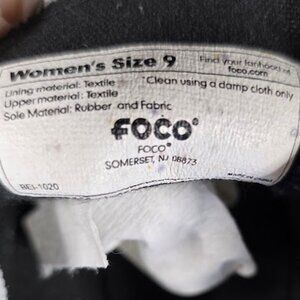 Women's Size 9
Find your fanhood at
foco.com
Lining material: Textile
*Clean using a damp cloth only
Upper material: Textile
Sole Material: Rubber and Fabric
FOCO®
FOCO®
SOMERSET, NJ 08873
BEI-1020